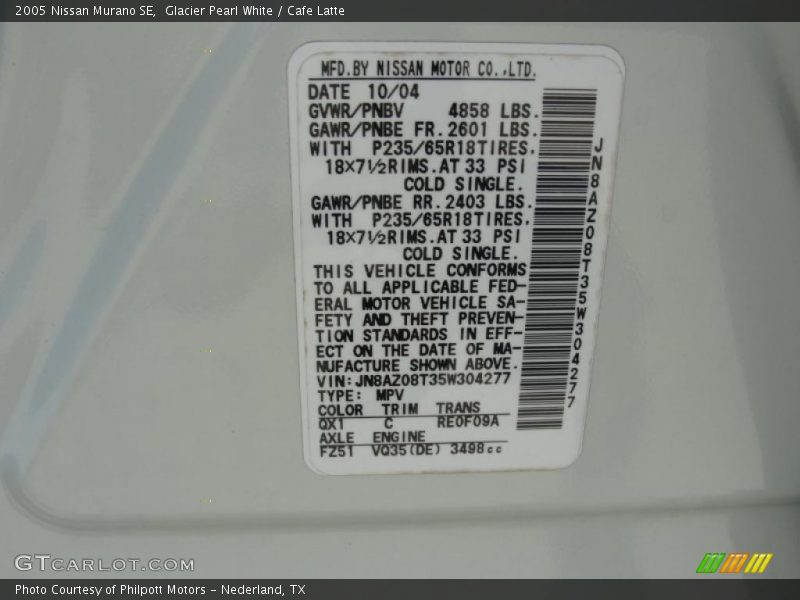 2005 Nissan Murano SE,  Glacier Pearl White / Cafe Latte
MFD.BY NISSAN MOTOR CO.,LTD.
DATE 10/04
GVWR/PNBV 4858 LBS.
GAWR/PNBE FR.2601 LBS.
WITH P235/65R18TIRES.
18×7½RIMS.AT 33 PSI
COLD SINGLE.
GAWR/PNBE RR.2403 LBS.
WITH P235/65R18TIRES.
18×7½RIMS.AT 33 PSI
COLD SINGLE.
THIS VEHICLE CONFORMS
TO ALL APPLICABLE FED-
ERAL MOTOR VEHICLE SA-
FETY AND THEFT PREVEN-
TION STANDARDS IN EFF-
ECT ON THE DATE OF MA-
NUFACTURE SHOWN ABOVE.
VIN:JN8AZ08T35W304277
TYPE: MPV
COLOR TRIM TRANS
QX1 C RE0F09A
AXLE ENGINE
FZ51 VQ35(DE) 3498cc
JN8AZ08T35W304277
GTCARLOT.COM
Photo Courtesy of Philpott Motors - Nederland, TX